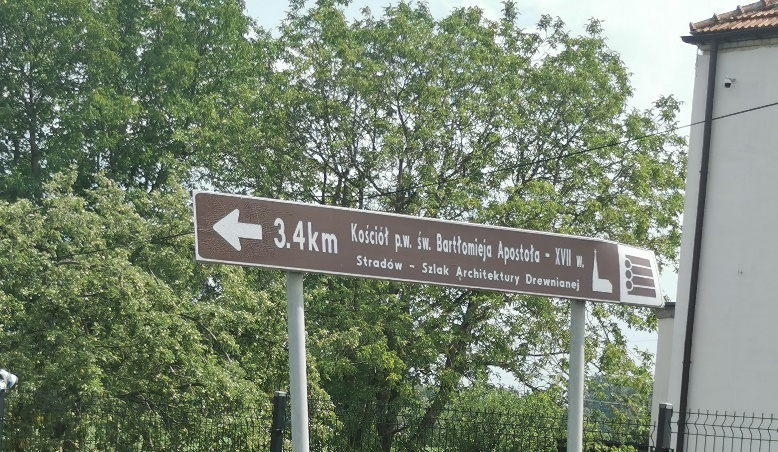 3.4km
Kościół p.w. św. Bartłomieja Apostoła - XVII w.
Stradów - Szlak Architektury Drewnianej